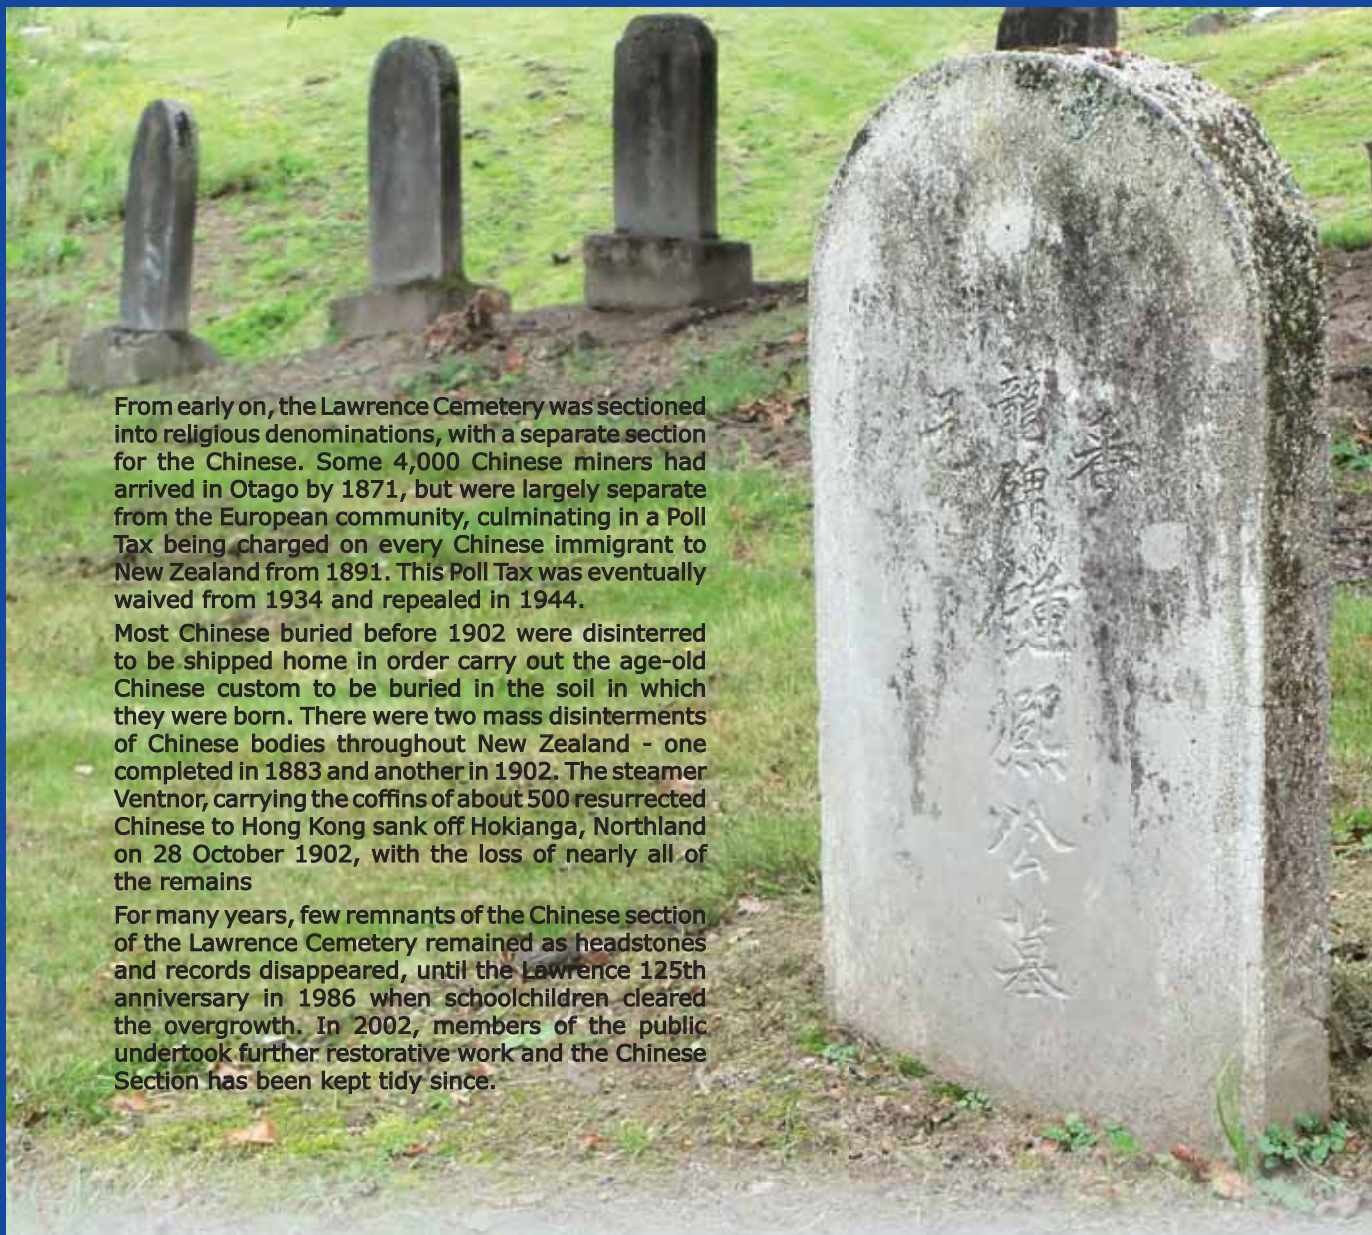 From early on, the Lawrence Cemetery was sectioned
into religious denominations, with a separate section
for the Chinese. Some 4,000 Chinese miners had
arrived in Otago by 1871, but were largely separate
from the European community, culminating in a Poll
Tax being charged on every Chinese immigrant to
New Zealand from 1891. This Poll Tax was eventually
waived from 1934 and repealed in 1944.
Most Chinese buried before 1902 were disinterred
to be shipped home in order carry out the age-old
Chinese custom to be buried in the soil in which
they were born. There were two mass disinterments
of Chinese bodies throughout New Zealand - one
completed in 1883 and another in 1902. The steamer
Ventnor, carrying the coffins of about 500 resurrected
Chinese to Hong Kong sank off Hokianga, Northland
on 28 October 1902, with the loss of nearly all of
the remains
For many years, few remnants of the Chinese section
of the Lawrence Cemetery remained as headstones
and records disappeared, until the Lawrence 125th
anniversary in 1986 when schoolchildren cleared
the overgrowth. In 2002, members of the public
undertook further restorative work and the Chinese
Section has been kept tidy since.
香
龍 鍾 公墓